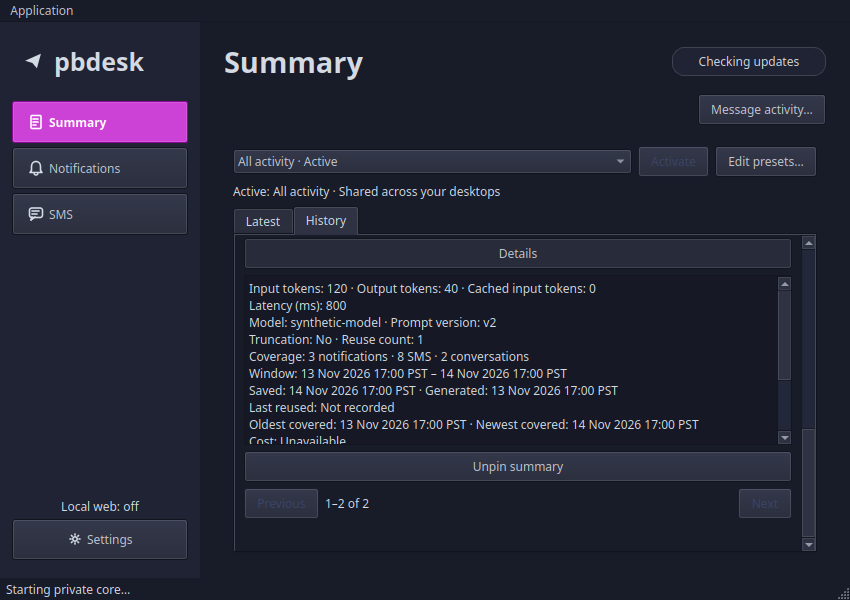 Application
pbdesk
Summary
Notifications
SMS
Local web: off
Settings
Starting private core...
Summary
Checking updates
Message activity...
All activity · Active
Activate
Edit presets...
Active: All activity · Shared across your desktops
Latest
History
Details
Input tokens: 120 · Output tokens: 40 · Cached input tokens: 0
Latency (ms): 800
Model: synthetic-model · Prompt version: v2
Truncation: No · Reuse count: 1
Coverage: 3 notifications · 8 SMS · 2 conversations
Window: 13 Nov 2026 17:00 PST – 14 Nov 2026 17:00 PST
Saved: 14 Nov 2026 17:00 PST · Generated: 13 Nov 2026 17:00 PST
Last reused: Not recorded
Oldest covered: 13 Nov 2026 17:00 PST · Newest covered: 14 Nov 2026 17:00 PST
Cost: Unavailable
Unpin summary
Previous
1–2 of 2
Next